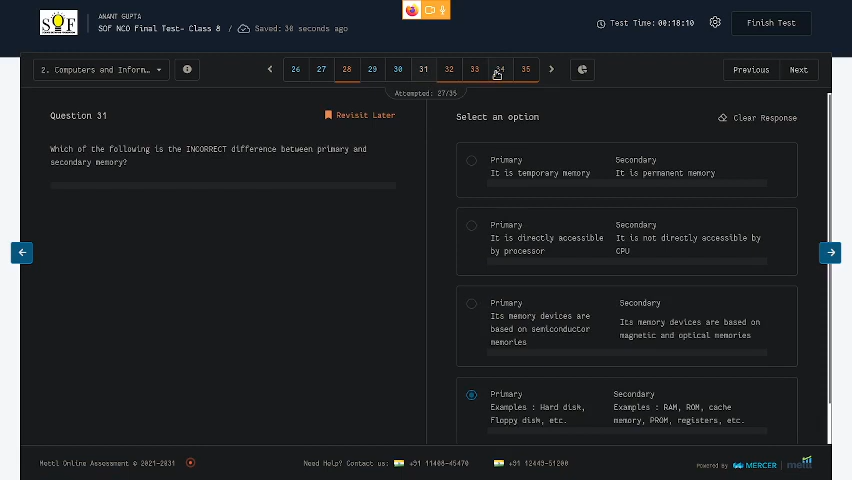 SOF
ANANT GUPTA
SOF NCO Final Test- Class 8
Saved: 30 seconds ago
Test Time: 00:18:10
Finish Test
2. Computers and Inform...
26 27 28 29 30 31 32 33 34 35
Previous
Next
Attempted: 27/35
Question 31
Revisit Later
Which of the following is the INCORRECT difference between primary and
secondary memory?
Select an option
Clear Response
Primary Secondary
It is temporary memory It is permanent memory
Primary Secondary
It is directly accessible It is not directly accessible by
by processor CPU
Primary Secondary
Its memory devices are
based on semiconductor
memories
Its memory devices are based on
magnetic and optical memories
Primary Secondary
Examples : Hard disk, Examples : RAM, ROM, cache
Floppy disk, etc. memory, PROM, registers, etc.
Mettl Online Assessment © 2021-2031
Need Help? Contact us: +91 11406-45470 +91 12449-51200
Powered by MERCER mettl